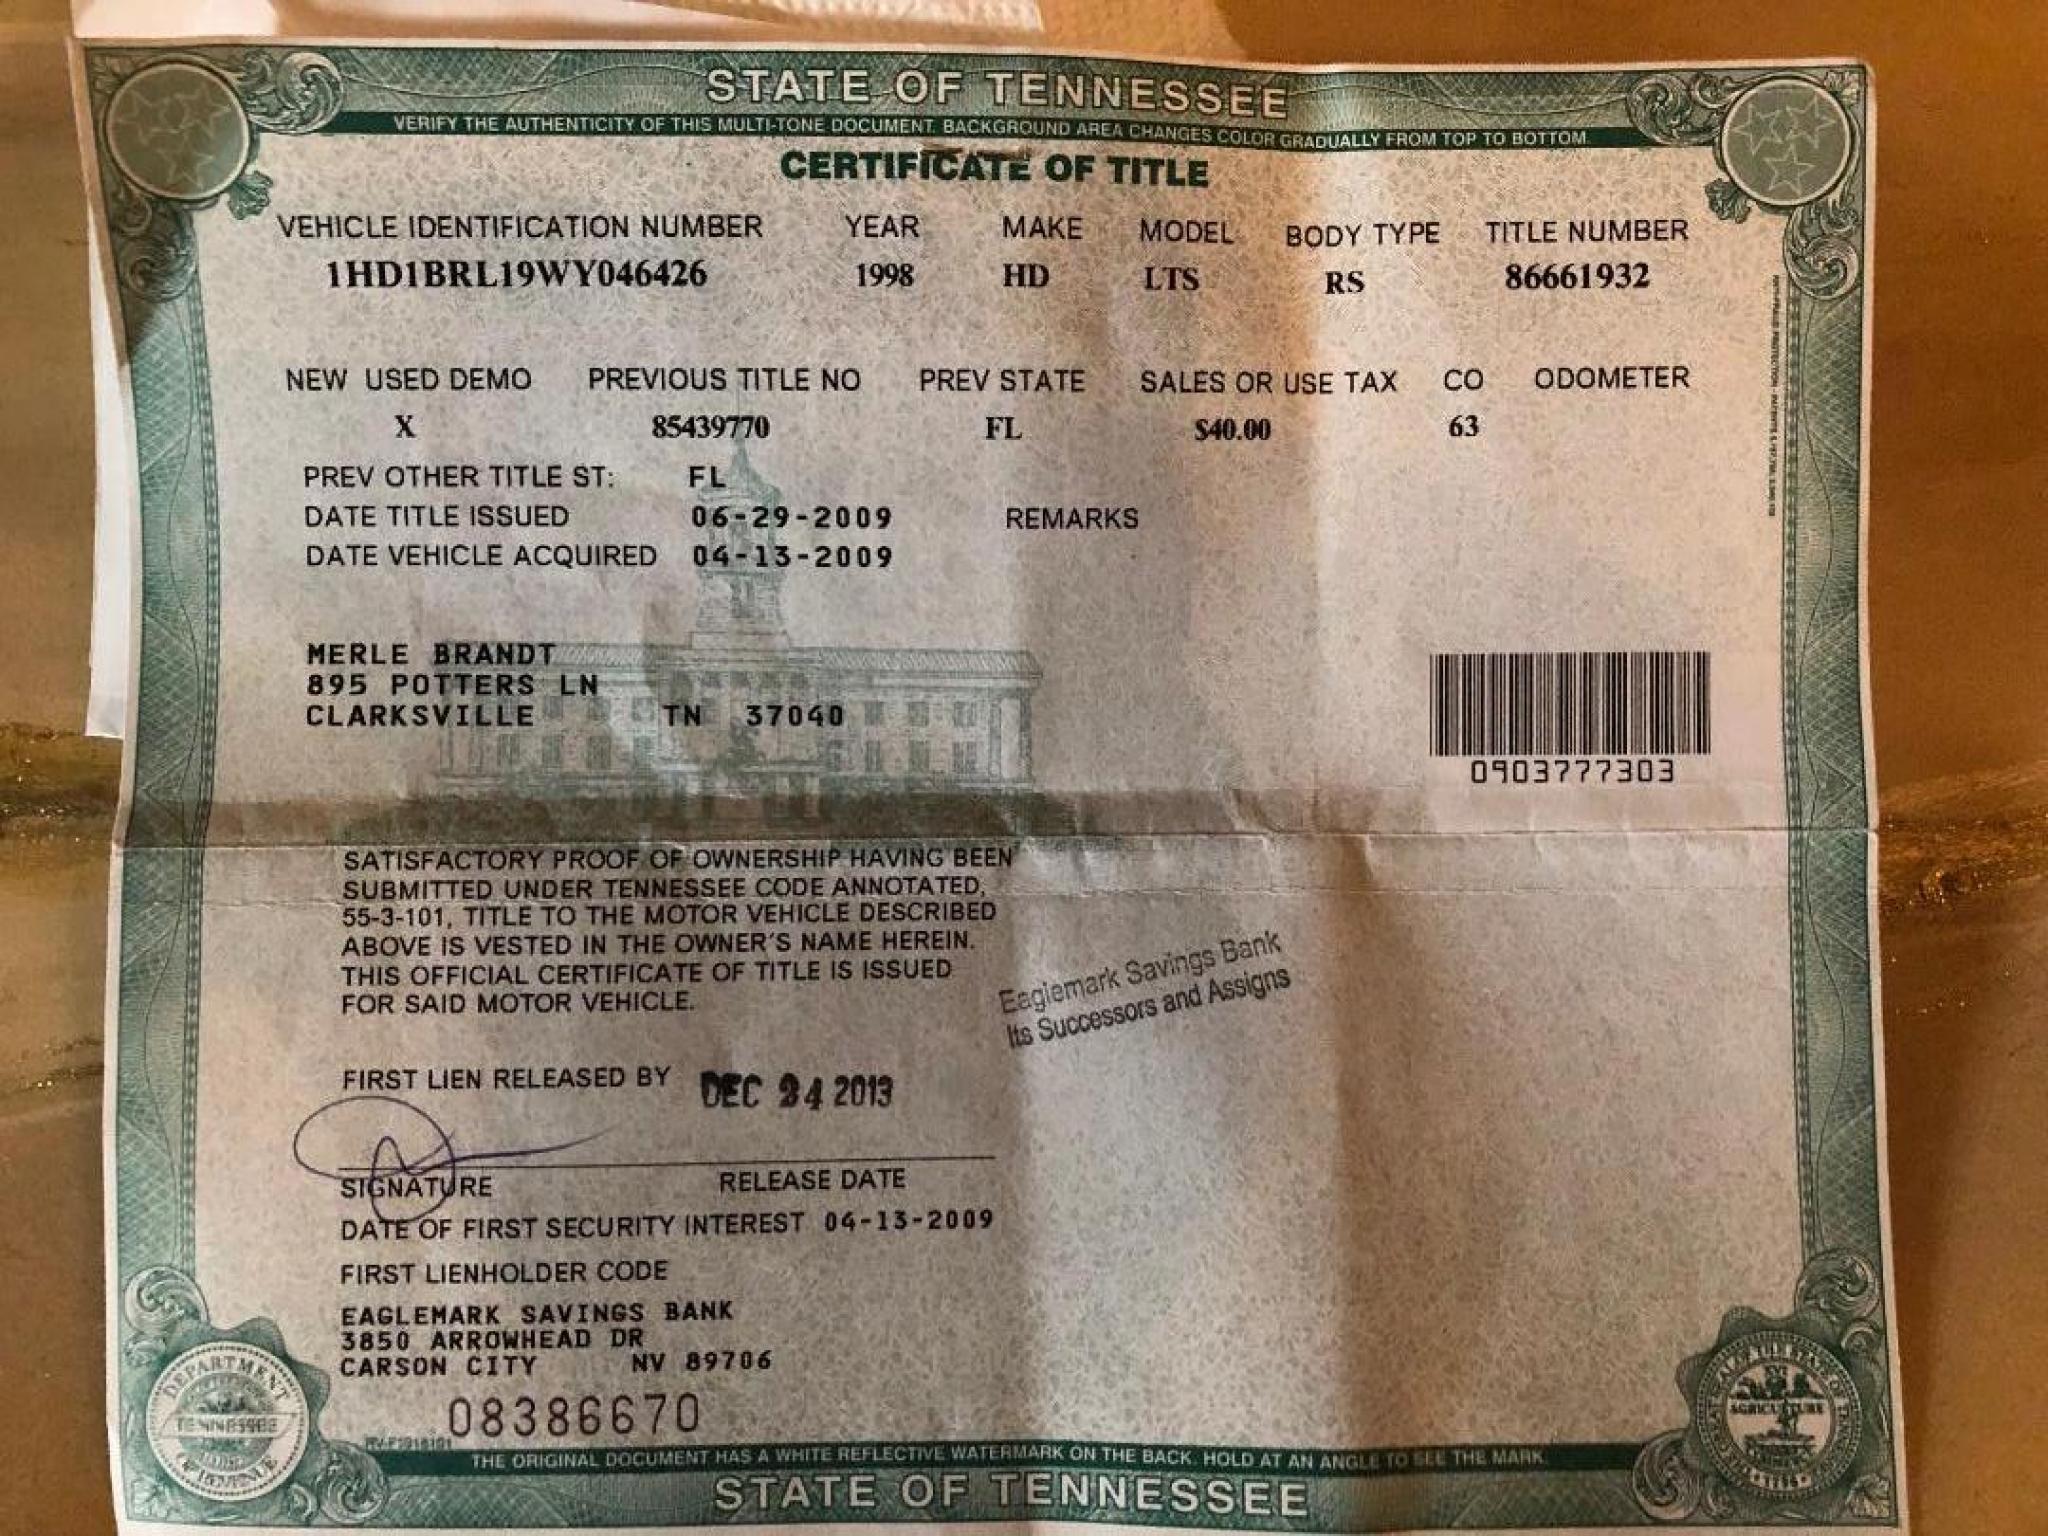 STATE OF TENNESSEE
VERIFY THE AUTHENTICITY OF THIS MULTI-TONE DOCUMENT. BACKGROUND AREA CHANGES COLOR GRADUALLY FROM TOP TO BOTTOM.
CERTIFICATE OF TITLE
VEHICLE IDENTIFICATION NUMBER YEAR MAKE MODEL BODY TYPE TITLE NUMBER
1HD1BRL19WY046426 1998 HD LTS RS 86661932
NEW USED DEMO PREVIOUS TITLE NO PREV STATE SALES OR USE TAX CO ODOMETER
X 85439770 FL $40.00 63
PREV OTHER TITLE ST: FL
DATE TITLE ISSUED 06-29-2009 REMARKS
DATE VEHICLE ACQUIRED 04-13-2009
MERLE BRANDT
895 POTTERS LN
CLARKSVILLE TN 37040
0903777303
SATISFACTORY PROOF OF OWNERSHIP HAVING BEEN
SUBMITTED UNDER TENNESSEE CODE ANNOTATED,
55-3-101, TITLE TO THE MOTOR VEHICLE DESCRIBED
ABOVE IS VESTED IN THE OWNER'S NAME HEREIN.
THIS OFFICIAL CERTIFICATE OF TITLE IS ISSUED
FOR SAID MOTOR VEHICLE.
Eaglemark Savings Bank
Its Successors and Assigns
FIRST LIEN RELEASED BY DEC 24 2013
SIGNATURE RELEASE DATE
DATE OF FIRST SECURITY INTEREST 04-13-2009
FIRST LIENHOLDER CODE
EAGLEMARK SAVINGS BANK
3850 ARROWHEAD DR
CARSON CITY NV 89706
08386670
DEPARTMENT
TENNESSEE
OF REVENUE
AGRICULTURE
THE ORIGINAL DOCUMENT HAS A WHITE REFLECTIVE WATERMARK ON THE BACK. HOLD AT AN ANGLE TO SEE THE MARK.
STATE OF TENNESSEE